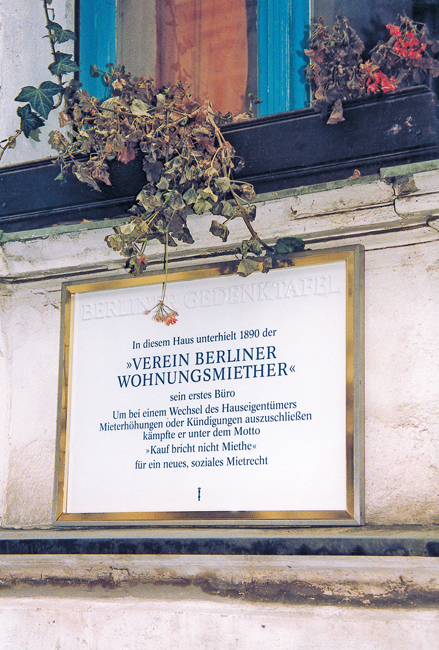 BERLINER GEDENKTAFEL
In diesem Haus unterhielt 1890 der
»VEREIN BERLINER
WOHNUNGSMIETHER«
sein erstes Büro
Um bei einem Wechsel des Hauseigentümers
Mieterhöhungen oder Kündigungen auszuschließen
kämpfte er unter dem Motto
»Kauf bricht nicht Miethe«
für ein neues, soziales Mietrecht